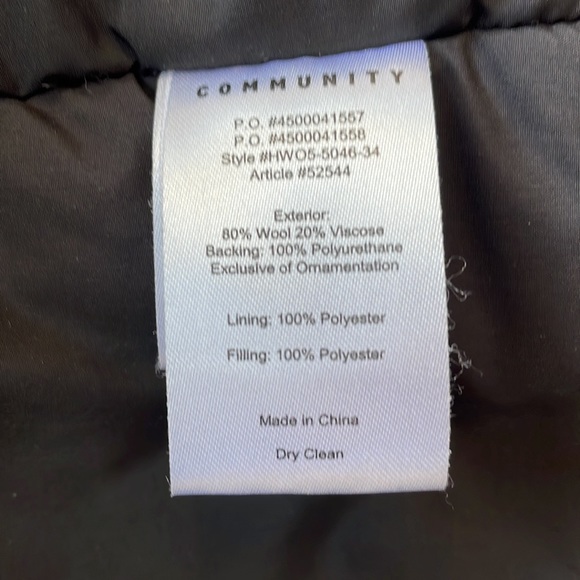 COMMUNITY
P.O. #4500041557
P.O. #4500041558
Style #HWO5-5046-34
Article #52544
Exterior:
80% Wool 20% Viscose
Backing: 100% Polyurethane
Exclusive of Ornamentation
Lining: 100% Polyester
Filling: 100% Polyester
Made in China
Dry Clean